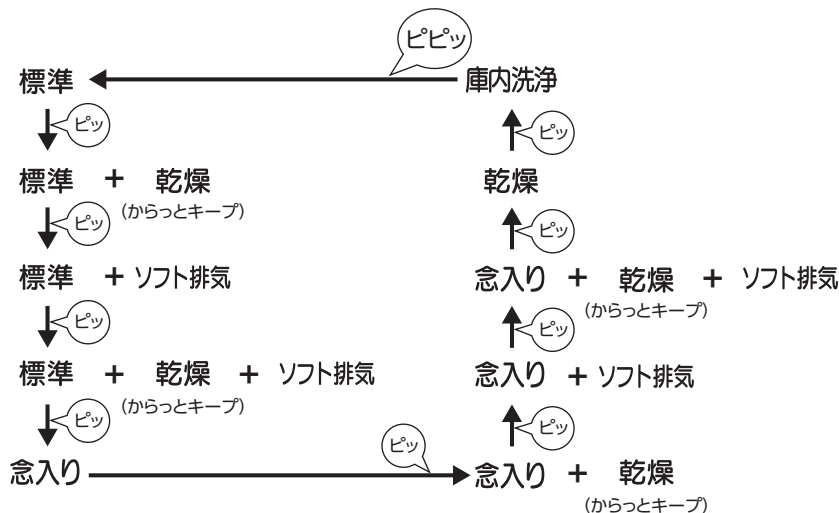 ピピッ
標準 庫内洗浄
ピッ ピッ
標準 + 乾燥 乾燥
(からっとキープ)
ピッ ピッ
標準 + ソフト排気 念入り + 乾燥 + ソフト排気
(からっとキープ)
ピッ ピッ
標準 + 乾燥 + ソフト排気 念入り + ソフト排気
(からっとキープ)
ピッ ピッ
ピッ
念入り 念入り + 乾燥
(からっとキープ)